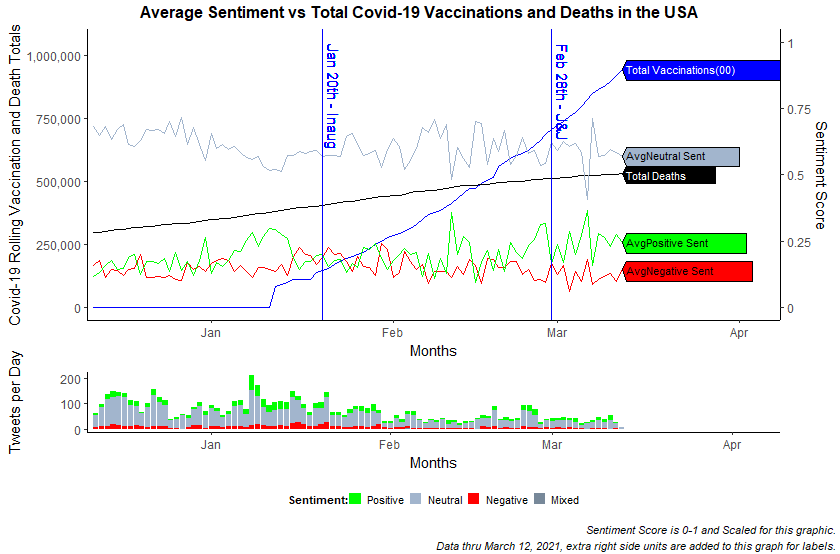 Average Sentiment vs Total Covid-19 Vaccinations and Deaths in the USA
Covid-19 Rolling Vaccination and Death Totals
1,000,000
750,000
500,000
250,000
0
Jan 20th - Inaug
Feb 28th - J&J
Total Vaccinations(00)
AvgNeutral Sent
Total Deaths
AvgPositive Sent
AvgNegative Sent
1
0.75
0.5
0.25
0
Sentiment Score
Jan Feb Mar Apr
Months
Tweets per Day
200
100
0
Jan Feb Mar Apr
Months
Sentiment: Positive Neutral Negative Mixed
Sentiment Score is 0-1 and Scaled for this graphic.
Data thru March 12, 2021, extra right side units are added to this graph for labels.